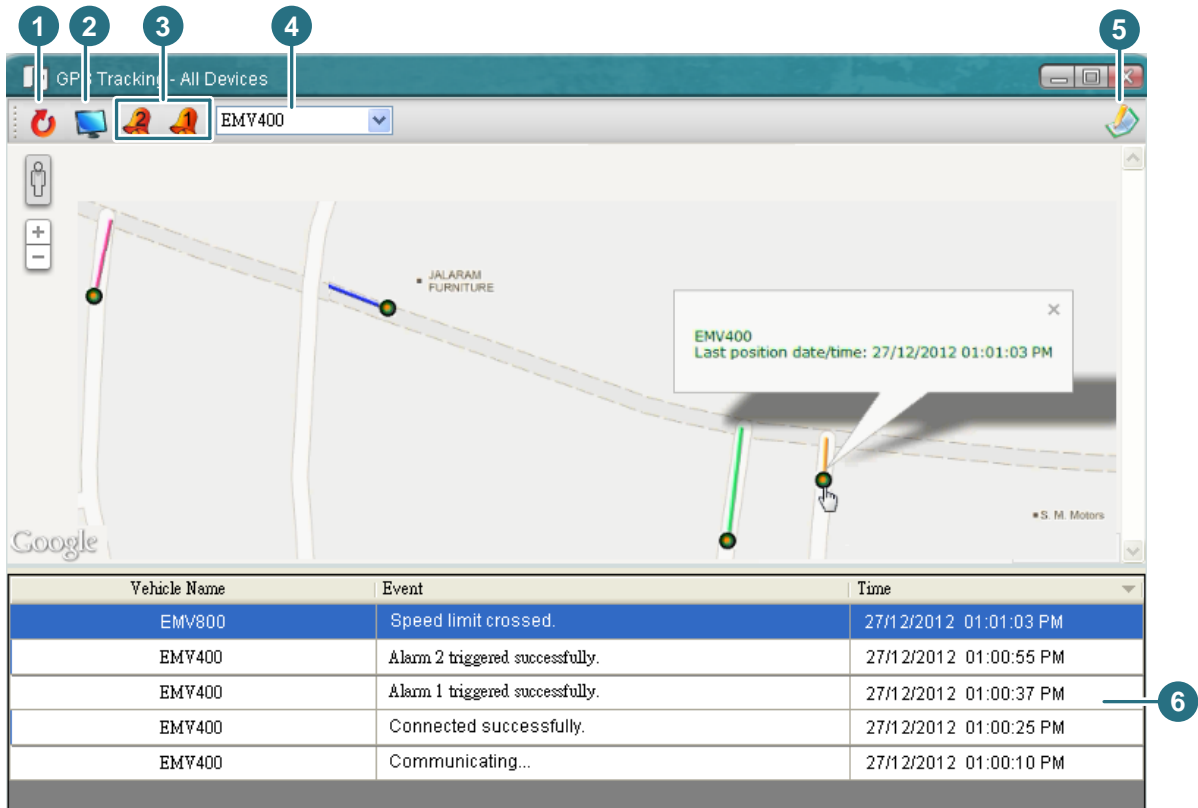 1 2 3 4 5
GPS Tracking - All Devices
2 1 EMV400
+
−
JALARAM
FURNITURE
EMV400
Last position date/time: 27/12/2012 01:01:03 PM
S. M. Motors
Google
Vehicle Name Event Time
EMV800 Speed limit crossed. 27/12/2012 01:01:03 PM
EMV400 Alarm 2 triggered successfully. 27/12/2012 01:00:55 PM
EMV400 Alarm 1 triggered successfully. 27/12/2012 01:00:37 PM
6
EMV400 Connected successfully. 27/12/2012 01:00:25 PM
EMV400 Communicating... 27/12/2012 01:00:10 PM